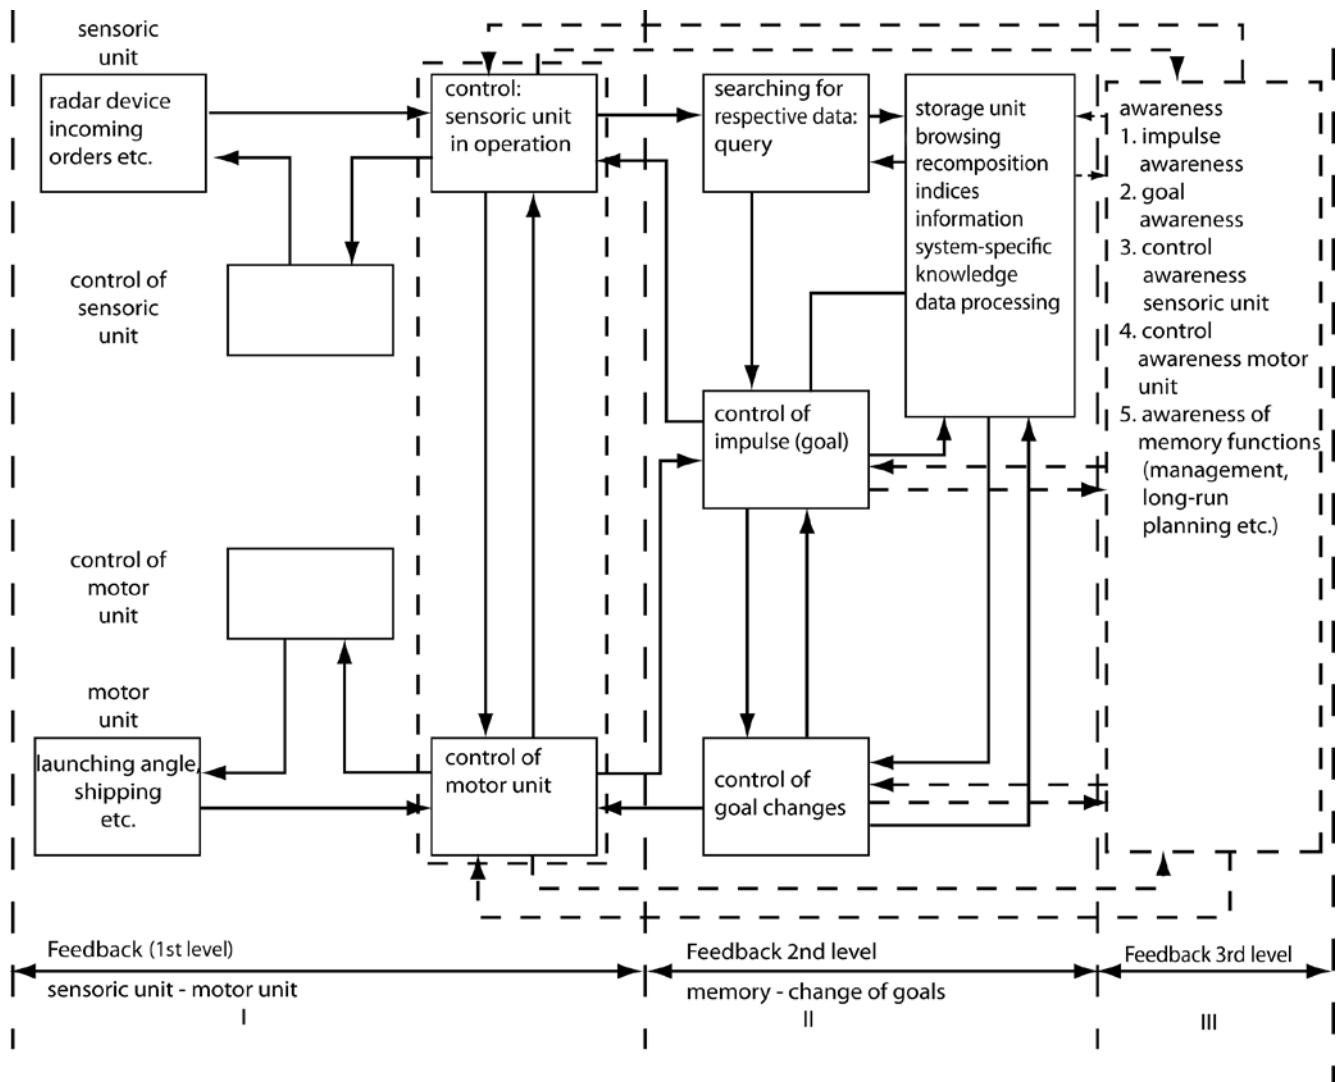 sensoric
unit
radar device
incoming
orders etc.
control of
sensoric
unit
control of
motor
unit
motor
unit
launching angle,
shipping
etc.
control:
sensoric unit
in operation
control of
motor unit
searching for
respective data:
query
control of
impulse (goal)
control of
goal changes
storage unit
browsing
recomposition
indices
information
system-specific
knowledge
data processing
awareness
1. impulse
awareness
2. goal
awareness
3. control
awareness
sensoric unit
4. control
awareness motor
unit
5. awareness of
memory functions
(management,
long-run
planning etc.)
Feedback (1st level)
sensoric unit - motor unit
I
Feedback 2nd level
memory - change of goals
II
Feedback 3rd level
III